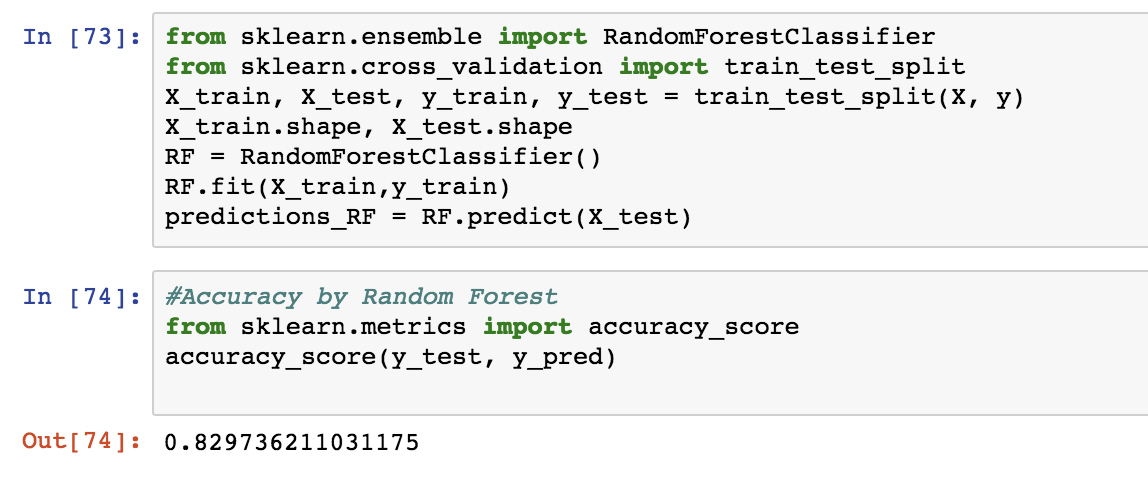 In [73]: from sklearn.ensemble import RandomForestClassifier
from sklearn.cross_validation import train_test_split
X_train, X_test, y_train, y_test = train_test_split(X, y)
X_train.shape, X_test.shape
RF = RandomForestClassifier()
RF.fit(X_train,y_train)
predictions_RF = RF.predict(X_test)
In [74]: #Accuracy by Random Forest
from sklearn.metrics import accuracy_score
accuracy_score(y_test, y_pred)
Out[74]: 0.829736211031175